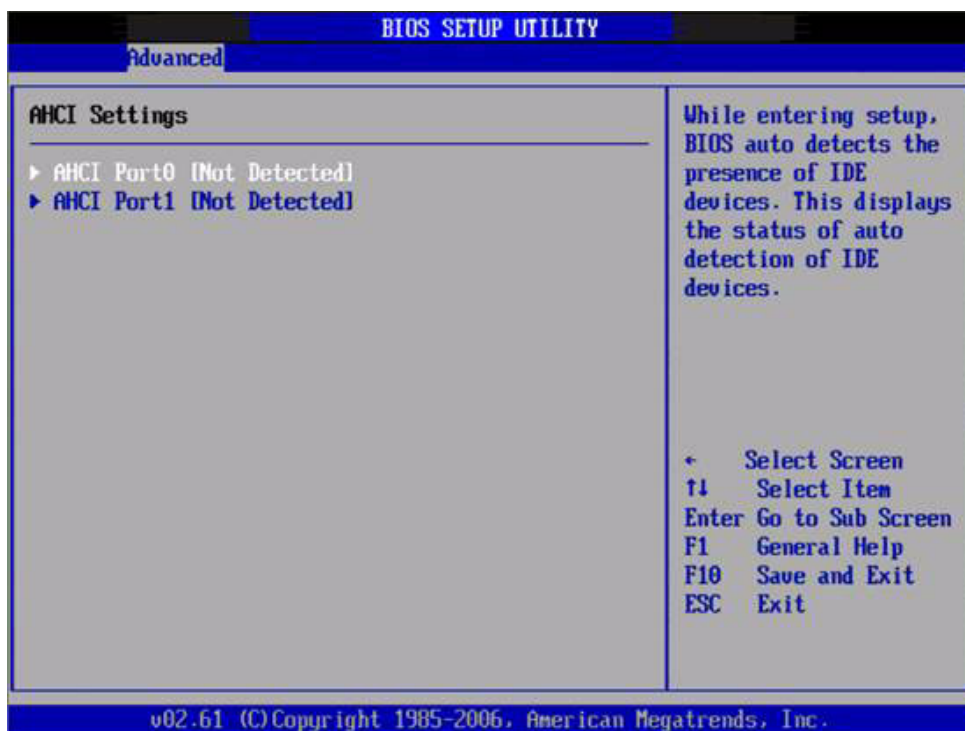 BIOS SETUP UTILITY
Advanced
AHCI Settings
▶ AHCI Port0 [Not Detected]
▶ AHCI Port1 [Not Detected]
While entering setup,
BIOS auto detects the
presence of IDE
devices. This displays
the status of auto
detection of IDE
devices.
← Select Screen
↑↓ Select Item
Enter Go to Sub Screen
F1 General Help
F10 Save and Exit
ESC Exit
v02.61 (C)Copyright 1985-2006, American Megatrends, Inc.